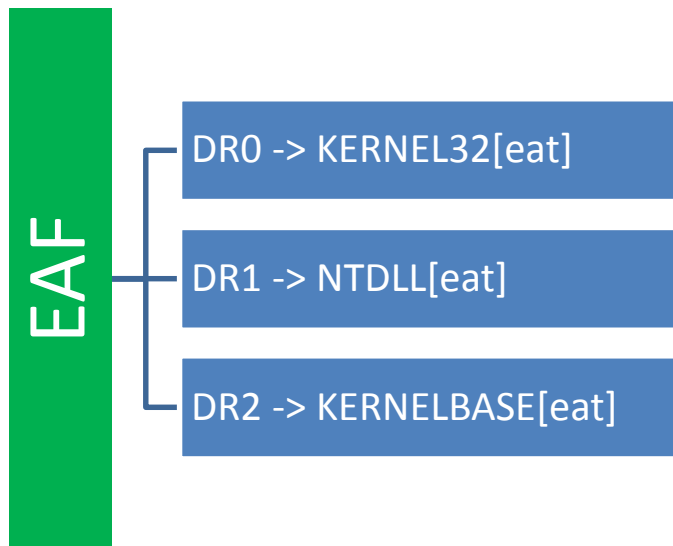 EAF
DR0 -> KERNEL32[eat]
DR1 -> NTDLL[eat]
DR2 -> KERNELBASE[eat]